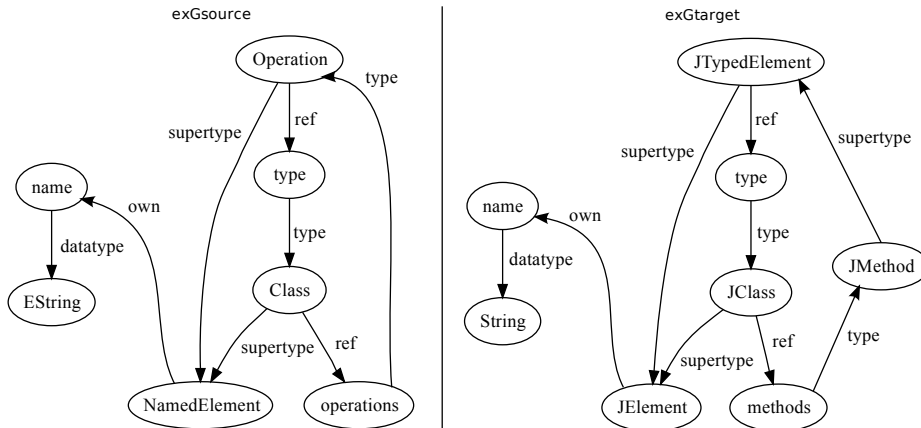 exGsource
Operation
type
supertype
ref
type
name
own
type
datatype
EString
Class
supertype
ref
NamedElement
operations
exGtarget
JTypedElement
ref
supertype
supertype
type
name
own
type
datatype
JMethod
String
JClass
ref
supertype
type
JElement
methods